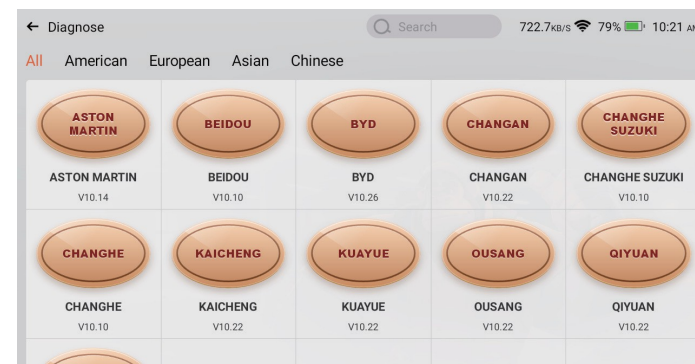 ← Diagnose Search 722.7KB/S 79% 10:21 AM
All American European Asian Chinese
ASTON MARTIN BEIDOU BYD CHANGAN CHANGHE SUZUKI
ASTON MARTIN BEIDOU BYD CHANGAN CHANGHE SUZUKI
V10.14 V10.10 V10.26 V10.22 V10.10
CHANGHE KAICHENG KUAYUE OUSANG QIYUAN
CHANGHE KAICHENG KUAYUE OUSANG QIYUAN
V10.10 V10.22 V10.22 V10.22 V10.22